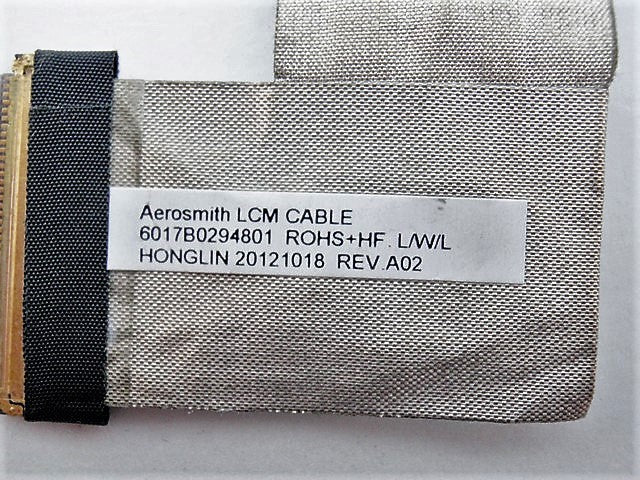 Aerosmith LCM CABLE
6017B0294801 ROHS+HF. L/W/L
HONGLIN 20121018 REV.A02